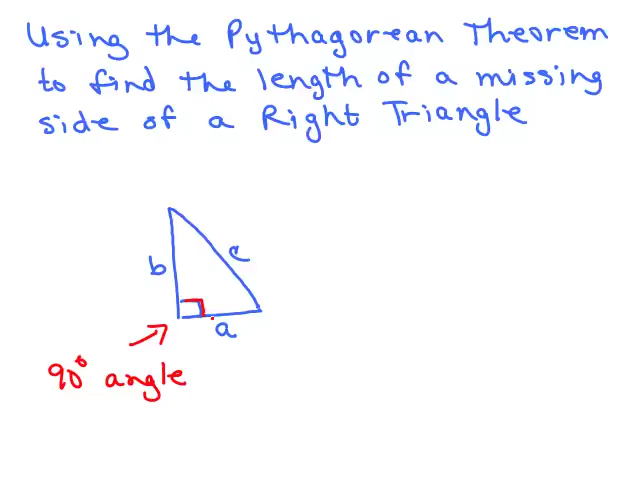 Using the Pythagorean Theorem
to find the length of a missing
side of a Right Triangle
b
c
a
90° angle